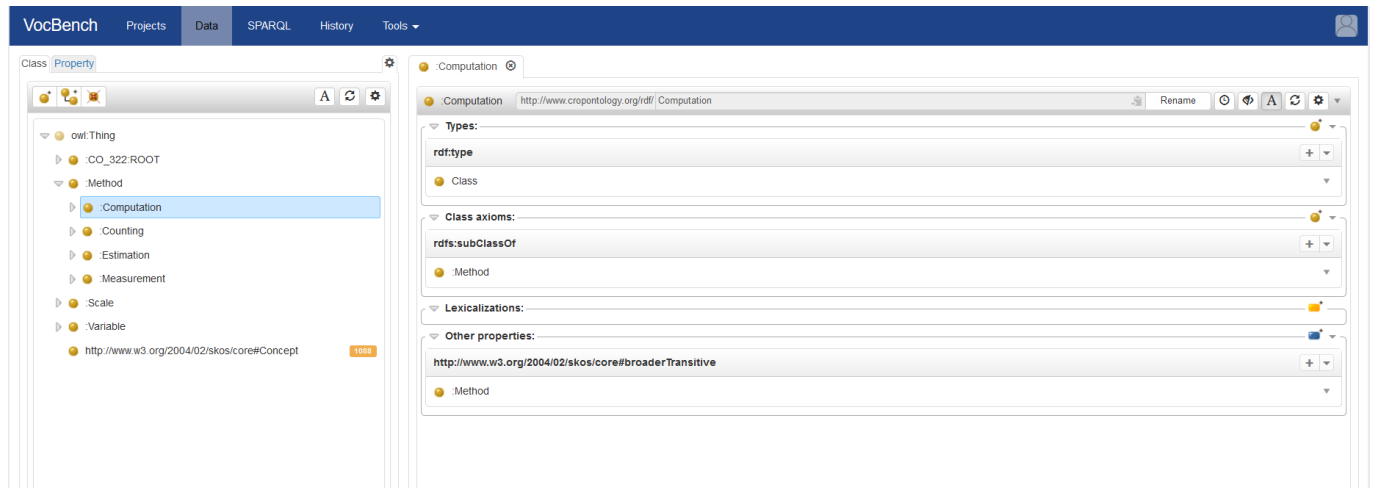 VocBench Projects Data SPARQL History Tools
Class Property
A
owl:Thing
:CO_322:ROOT
:Method
:Computation
:Counting
:Estimation
:Measurement
:Scale
:Variable
http://www.w3.org/2004/02/skos/core#Concept 1088
:Computation
:Computation http://www.cropontology.org/rdf/ Computation Rename A
Types:
rdf:type
Class
Class axioms:
rdfs:subClassOf
:Method
Lexicalizations:
Other properties:
http://www.w3.org/2004/02/skos/core#broaderTransitive
:Method